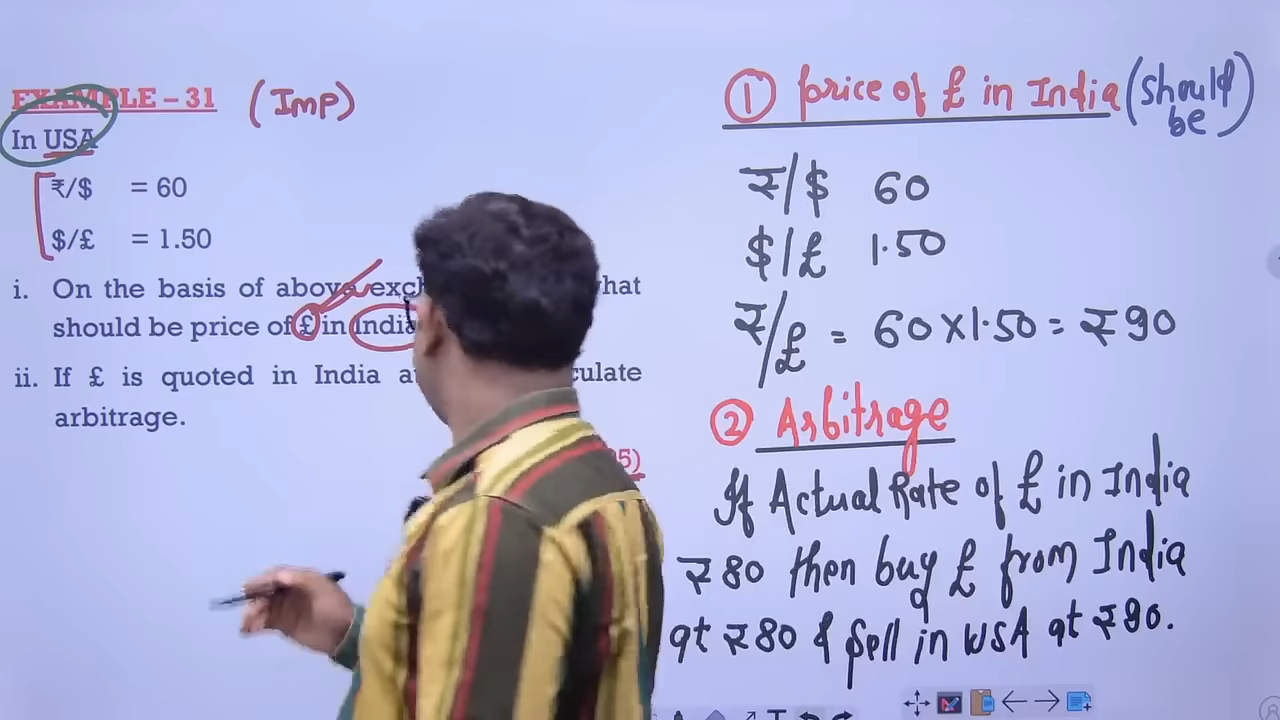 EXAMPLE – 31 (Imp)
In USA
₹/$ = 60
$/£ = 1.50
i. On the basis of above hat
should be price of £ in India
ii. If £ is quoted in India culate
arbitrage.
5)
① price of £ in India (should
be)
₹/$ 60
$/£ 1.50
₹/£ = 60×1.50 = ₹90
② Arbitrage
If Actual Rate of £ in India
₹80 then buy £ from India
at ₹80 & sell in USA at ₹90.